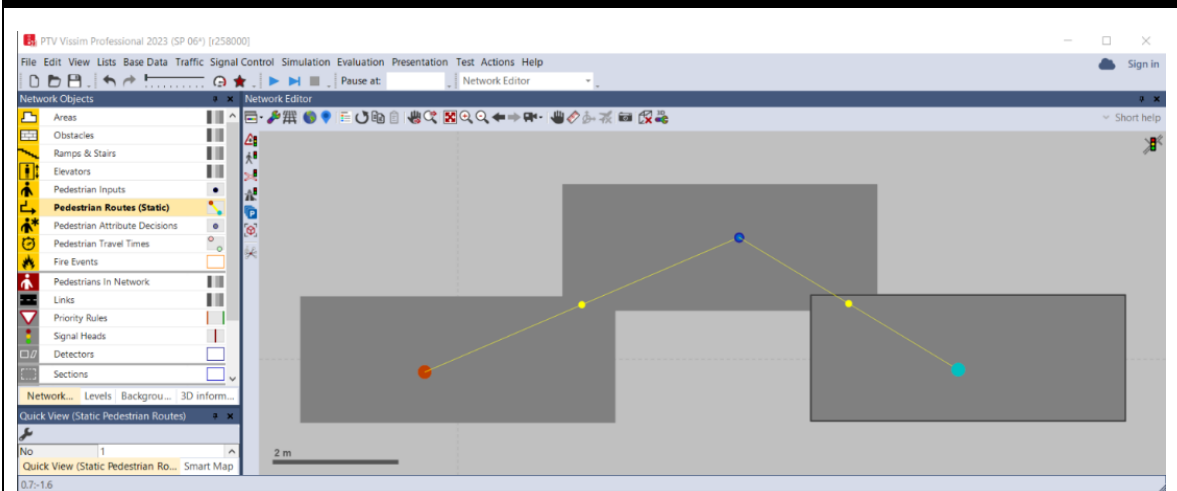 PTV Vissim Professional 2023 (SP 06*) [r258000]
File Edit View Lists Base Data Traffic Signal Control Simulation Evaluation Presentation Test Actions Help
Sign in
Pause at:
Network Editor
Network Objects
Network Editor
Areas
Short help
Obstacles
Ramps & Stairs
Elevators
Pedestrian Inputs
Pedestrian Routes (Static)
Pedestrian Attribute Decisions
Pedestrian Travel Times
Fire Events
Pedestrians In Network
Links
Priority Rules
Signal Heads
Detectors
Sections
Network... Levels Backgrou... 3D inform...
Quick View (Static Pedestrian Routes)
No 1
2 m
Quick View (Static Pedestrian Ro... Smart Map
0.7:-1.6